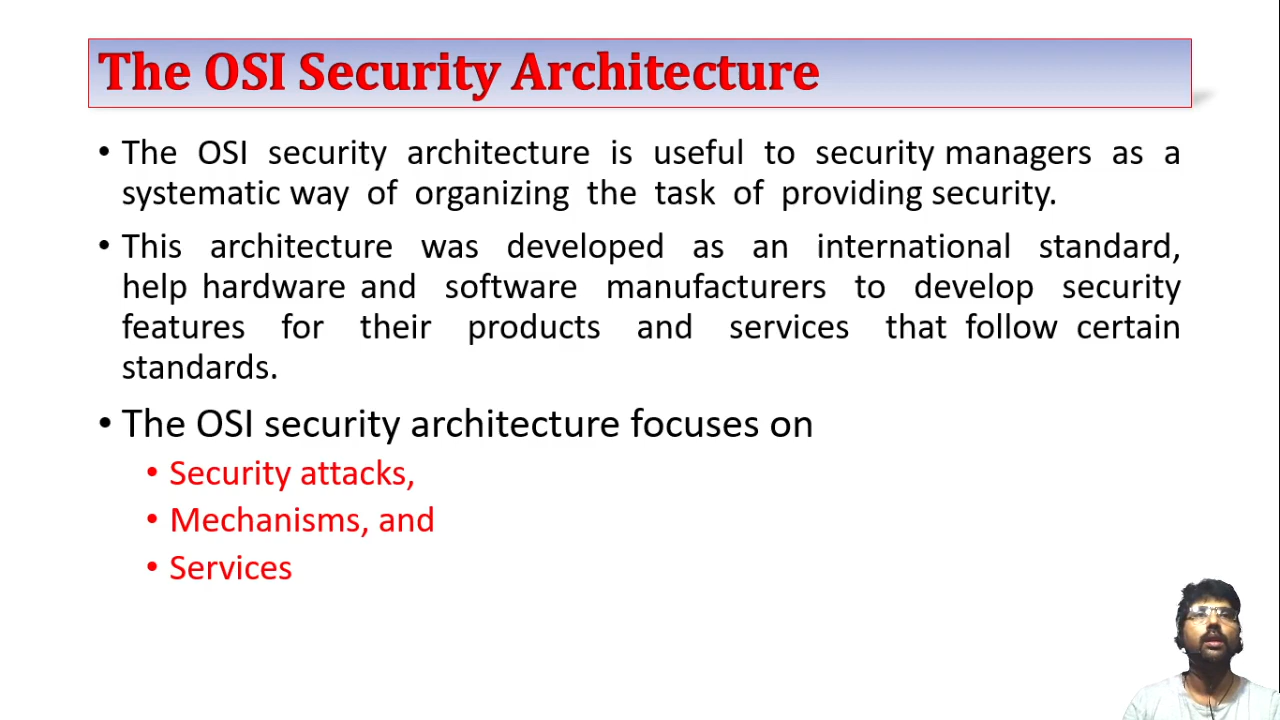 The OSI Security Architecture
• The OSI security architecture is useful to security managers as a
systematic way of organizing the task of providing security.
• This architecture was developed as an international standard,
help hardware and software manufacturers to develop security
features for their products and services that follow certain
standards.
• The OSI security architecture focuses on
• Security attacks,
• Mechanisms, and
• Services